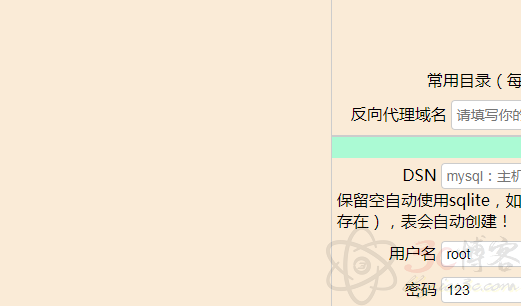 常用目录（每
反向代理域名 请填写你的
DSN mysql：主机
保留空自动使用sqlite，如
存在），表会自动创建！
用户名 root
密码 123